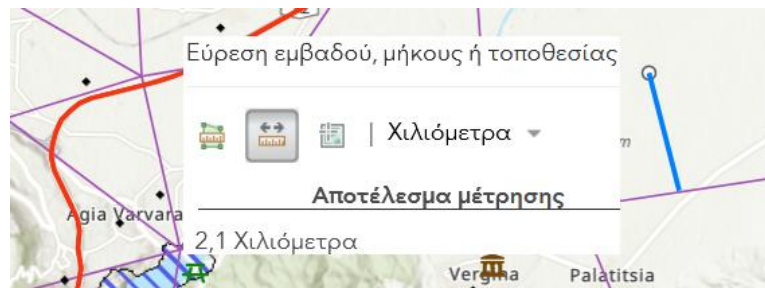 Εύρεση εμβαδού, μήκους ή τοποθεσίας
| Χιλιόμετρα
m
Αποτέλεσμα μέτρησης
Agia Varvara
2,1 Χιλιόμετρα
Vergina Palatitsia